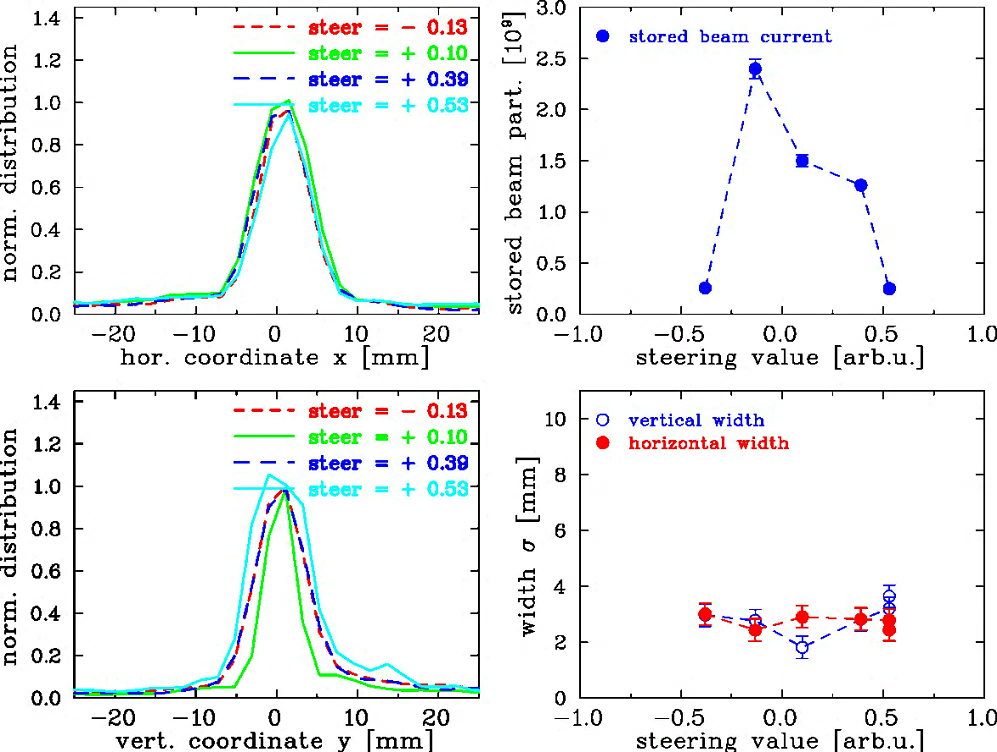 norm. distribution
1.4
1.2
1.0
0.8
0.6
0.4
0.2
0.0
steer = − 0.13
steer = + 0.10
steer = + 0.39
steer = + 0.53
−20 −10 0 10 20
hor. coordinate x [mm]
stored beam part. [10⁹]
3.0
2.5
2.0
1.5
1.0
0.5
0.0
stored beam current
−1.0 −0.5 0.0 0.5 1.0
steering value [arb.u.]
norm. distribution
1.4
1.2
1.0
0.8
0.6
0.4
0.2
0.0
steer = − 0.13
steer = + 0.10
steer = + 0.39
steer = + 0.53
−20 −10 0 10 20
vert. coordinate y [mm]
width σ [mm]
10
8
6
4
2
0
vertical width
horizontal width
−1.0 −0.5 0.0 0.5 1.0
steering value [arb.u.]